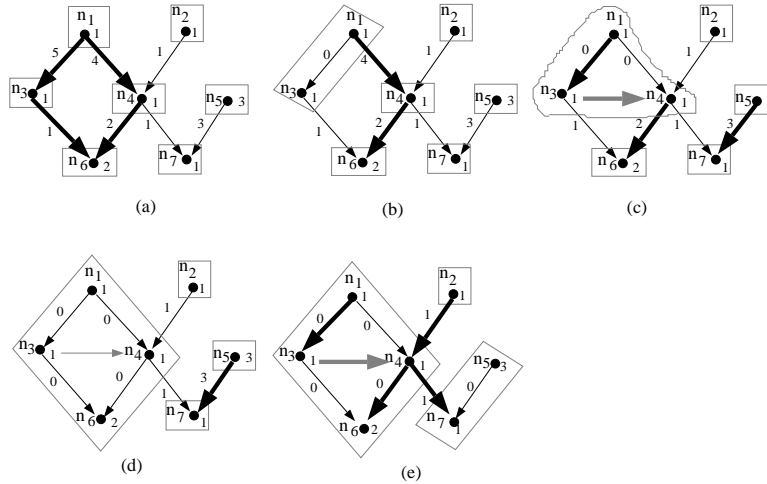 n1 1
n2 1
5 4 1
n3 1
n4 1
n5 3
1 2 1 3
n6 2
n7 1
(a)
n1 1
n2 1
0 4 1
n3 1
n4 1
n5 3
1 2 1 3
n6 2
n7 1
(b)
n1 1
n2 1
0 0 1
n3 1
n4 1
n5 3
1 2 1 3
n6 2
n7 1
(c)
n1 1
n2 1
0 0 1
n3 1
n4 1
n5 3
0 0 1 3
n6 2
n7 1
(d)
n1 1
n2 1
0 0 1
n3 1
n4 1
n5 3
0 0 1 0
n6 2
n7 1
(e)